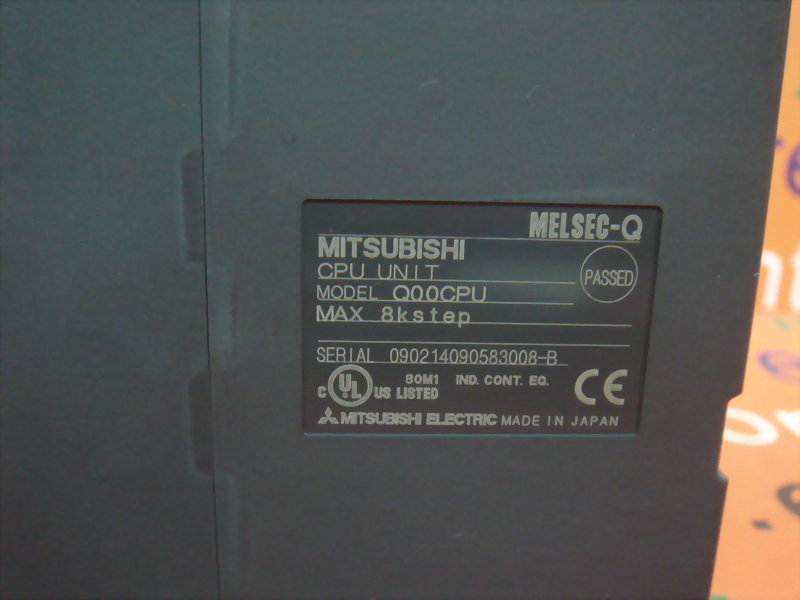 MELSEC-Q
MITSUBISHI
CPU UNIT
PASSED
MODEL Q00CPU
MAX 8kstep
SERIAL 090214090583008-B
C UL US LISTED 80M1 IND. CONT. EQ. CE
MITSUBISHI ELECTRIC MADE IN JAPAN